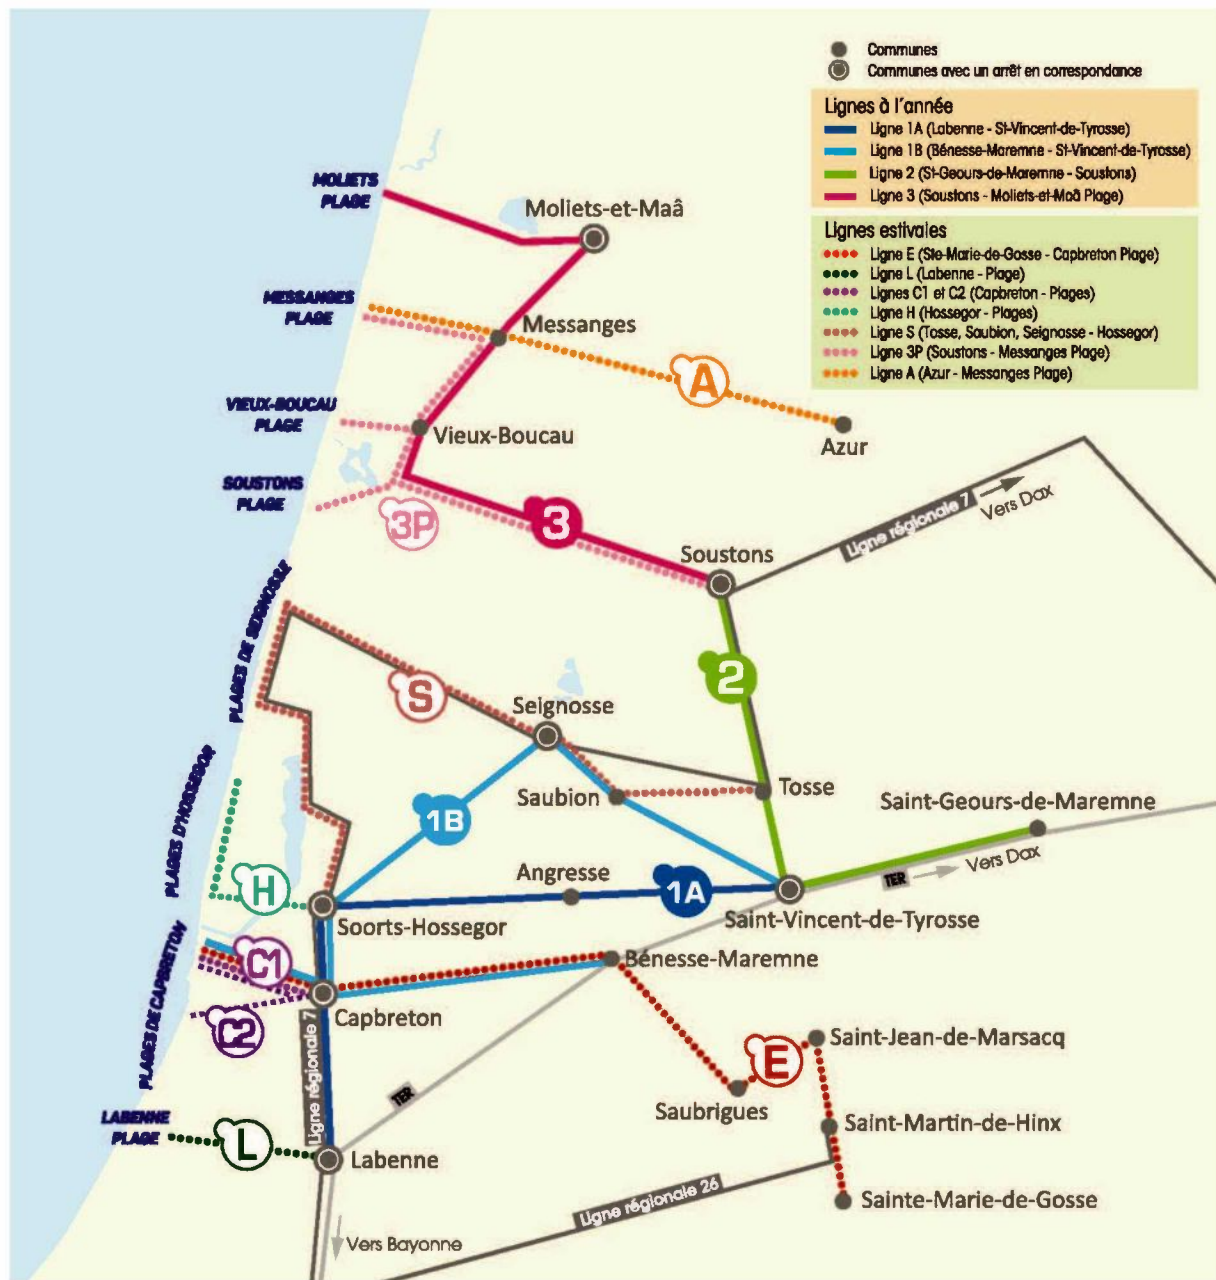 Communes
Communes avec un arrêt en correspondance
Lignes à l'année
Ligne 1A (Labenne - St-Vincent-de-Tyrosse)
Ligne 1B (Bénesse-Maremne - St-Vincent-de-Tyrosse)
Ligne 2 (St-Geours-de-Maremne - Soustons)
Ligne 3 (Soustons - Moliets-et-Maâ Plage)
Lignes estivales
Ligne E (Ste-Marie-de-Gosse - Capbreton Plage)
Ligne L (Labenne - Plage)
Lignes C1 et C2 (Capbreton - Plages)
Ligne H (Hossegor - Plages)
Ligne S (Tosse, Saubion, Seignosse - Hossegor)
Ligne 3P (Soustons - Messanges Plage)
Ligne A (Azur - Messanges Plage)
MOLIETS
PLAGE
Moliets-et-Maâ
MESSANGES
PLAGE
Messanges
A
VIEUX-BOUCAU
PLAGE
Vieux-Boucau
Azur
SOUSTONS
PLAGE
3P
3
Ligne régionale 7
Vers Dax
Soustons
PLAGES DE SEIGNOSSE
S
2
Seignosse
Saubion
Tosse
1B
Saint-Geours-de-Maremne
PLAGES D'HOSSEGOR
H
Angresse
1A
TER
Vers Dax
Soorts-Hossegor
Saint-Vincent-de-Tyrosse
PLAGES DE CAPBRETON
C1
Bénesse-Maremne
C2
Capbreton
Ligne régionale 7
E
Saint-Jean-de-Marsacq
TER
Saubrigues
Saint-Martin-de-Hinx
LABENNE
PLAGE
L
Labenne
Ligne régionale 26
Sainte-Marie-de-Gosse
Vers Bayonne